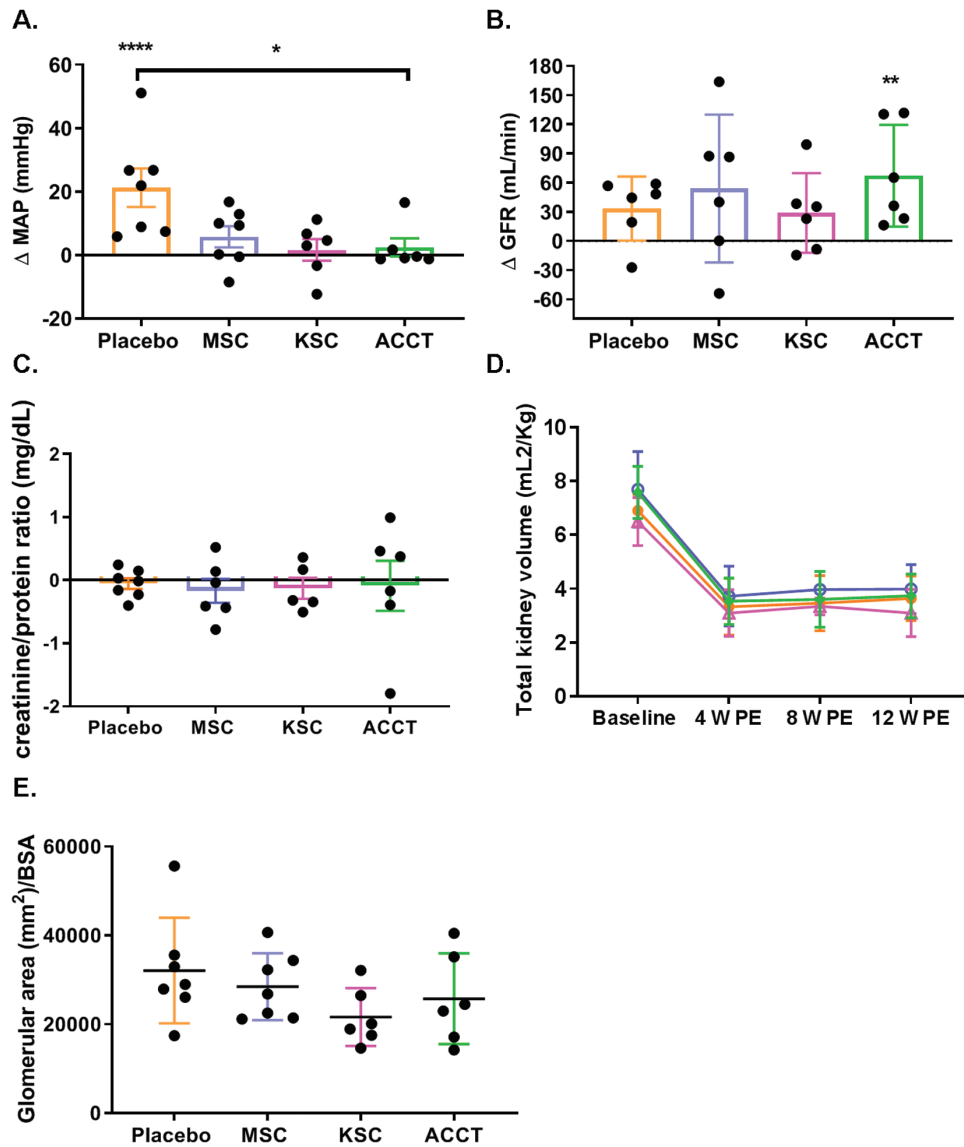 A.
****
*
Δ MAP (mmHg)
60
40
20
0
-20
Placebo MSC KSC ACCT
B.
**
Δ GFR (mL/min)
180
150
120
90
60
30
0
-30
-60
Placebo MSC KSC ACCT
C.
creatinine/protein ratio (mg/dL)
2
1
0
-1
-2
Placebo MSC KSC ACCT
D.
Total kidney volume (mL2/Kg)
10
8
6
4
2
0
Baseline 4 W PE 8 W PE 12 W PE
E.
Glomerular area (mm²)/BSA
60000
40000
20000
0
Placebo MSC KSC ACCT